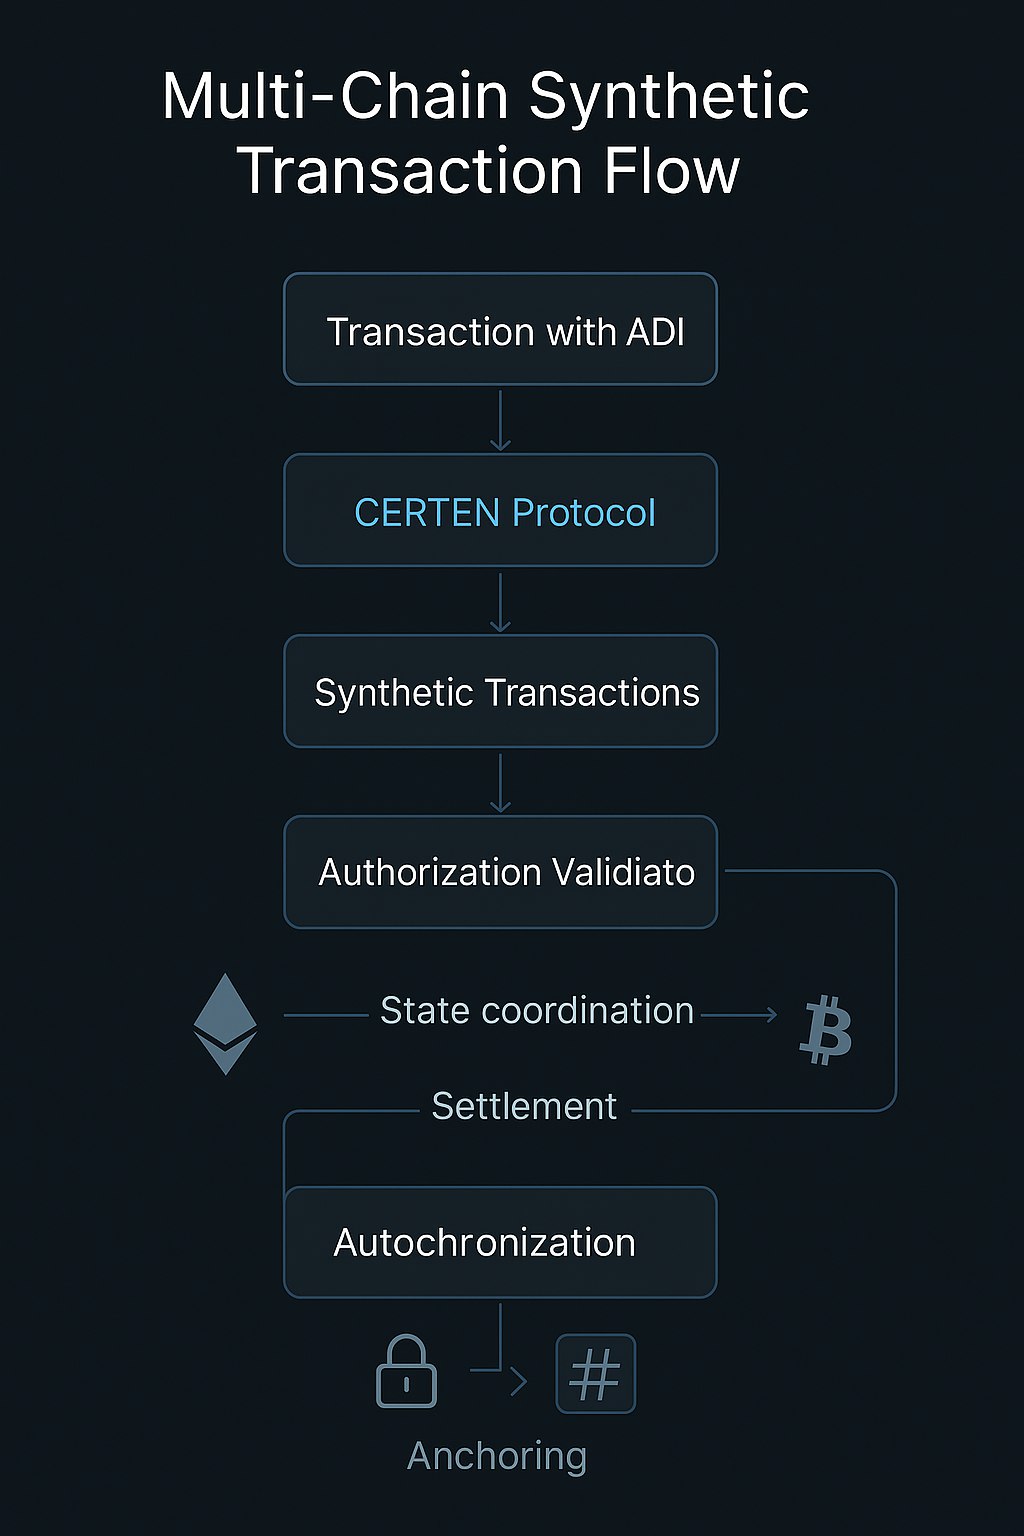 Multi-Chain Synthetic
Transaction Flow
Transaction with ADI
CERTEN Protocol
Synthetic Transactions
Authorization Validiato
State coordination
Settlement
Autochronization
#
Anchoring